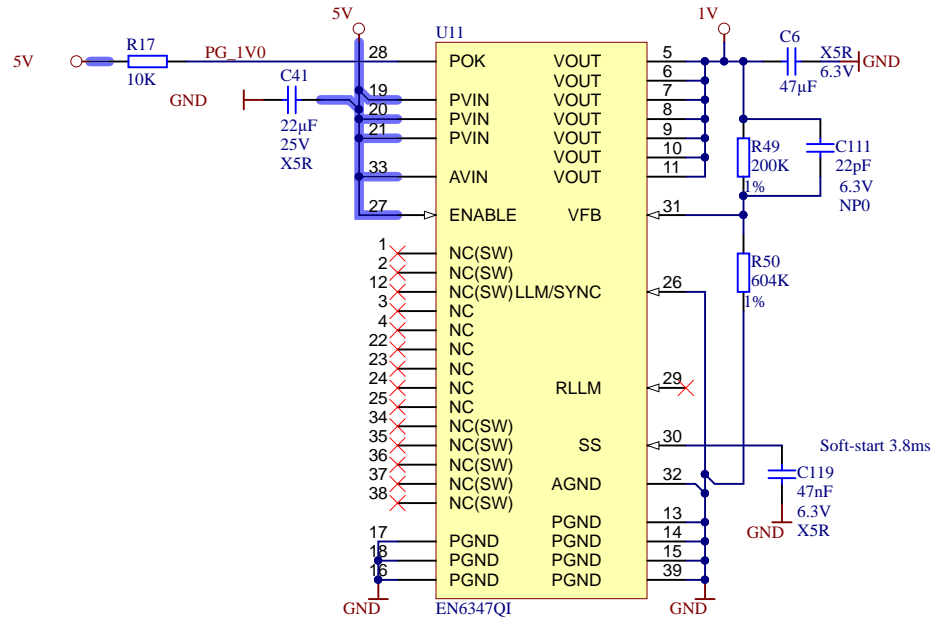 5V
1V
U11
R17
PG_1V0
28
POK
VOUT
5
C6
X5R
5V
10K
VOUT
6
47µF
6.3V
GND
C41
GND
19
PVIN
VOUT
7
22µF
20
PVIN
VOUT
8
25V
21
PVIN
VOUT
9
R49
C111
X5R
VOUT
10
200K
22pF
33
AVIN
VOUT
11
1%
6.3V
NP0
27
ENABLE
VFB
31
1
NC(SW)
2
NC(SW)
R50
12
NC(SW)
LLM/SYNC
26
604K
3
NC
1%
4
NC
22
NC
23
NC
24
NC
RLLM
29
25
NC
34
NC(SW)
35
NC(SW)
SS
30
Soft-start 3.8ms
36
NC(SW)
C119
37
NC(SW)
AGND
32
47nF
38
NC(SW)
6.3V
PGND
13
GND
X5R
17
PGND
PGND
14
18
PGND
PGND
15
16
PGND
PGND
39
GND
EN6347QI
GND